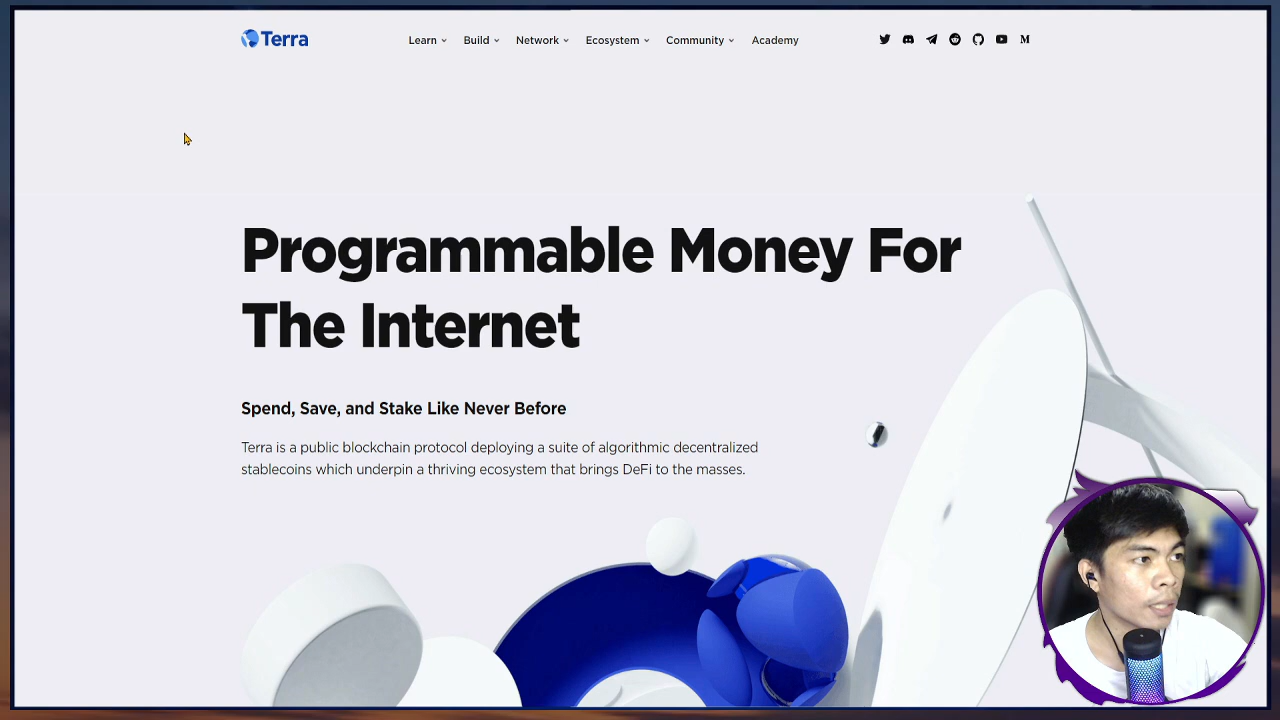 Terra
Learn Build Network Ecosystem Community Academy
Programmable Money For
The Internet
Spend, Save, and Stake Like Never Before
Terra is a public blockchain protocol deploying a suite of algorithmic decentralized
stablecoins which underpin a thriving ecosystem that brings DeFi to the masses.